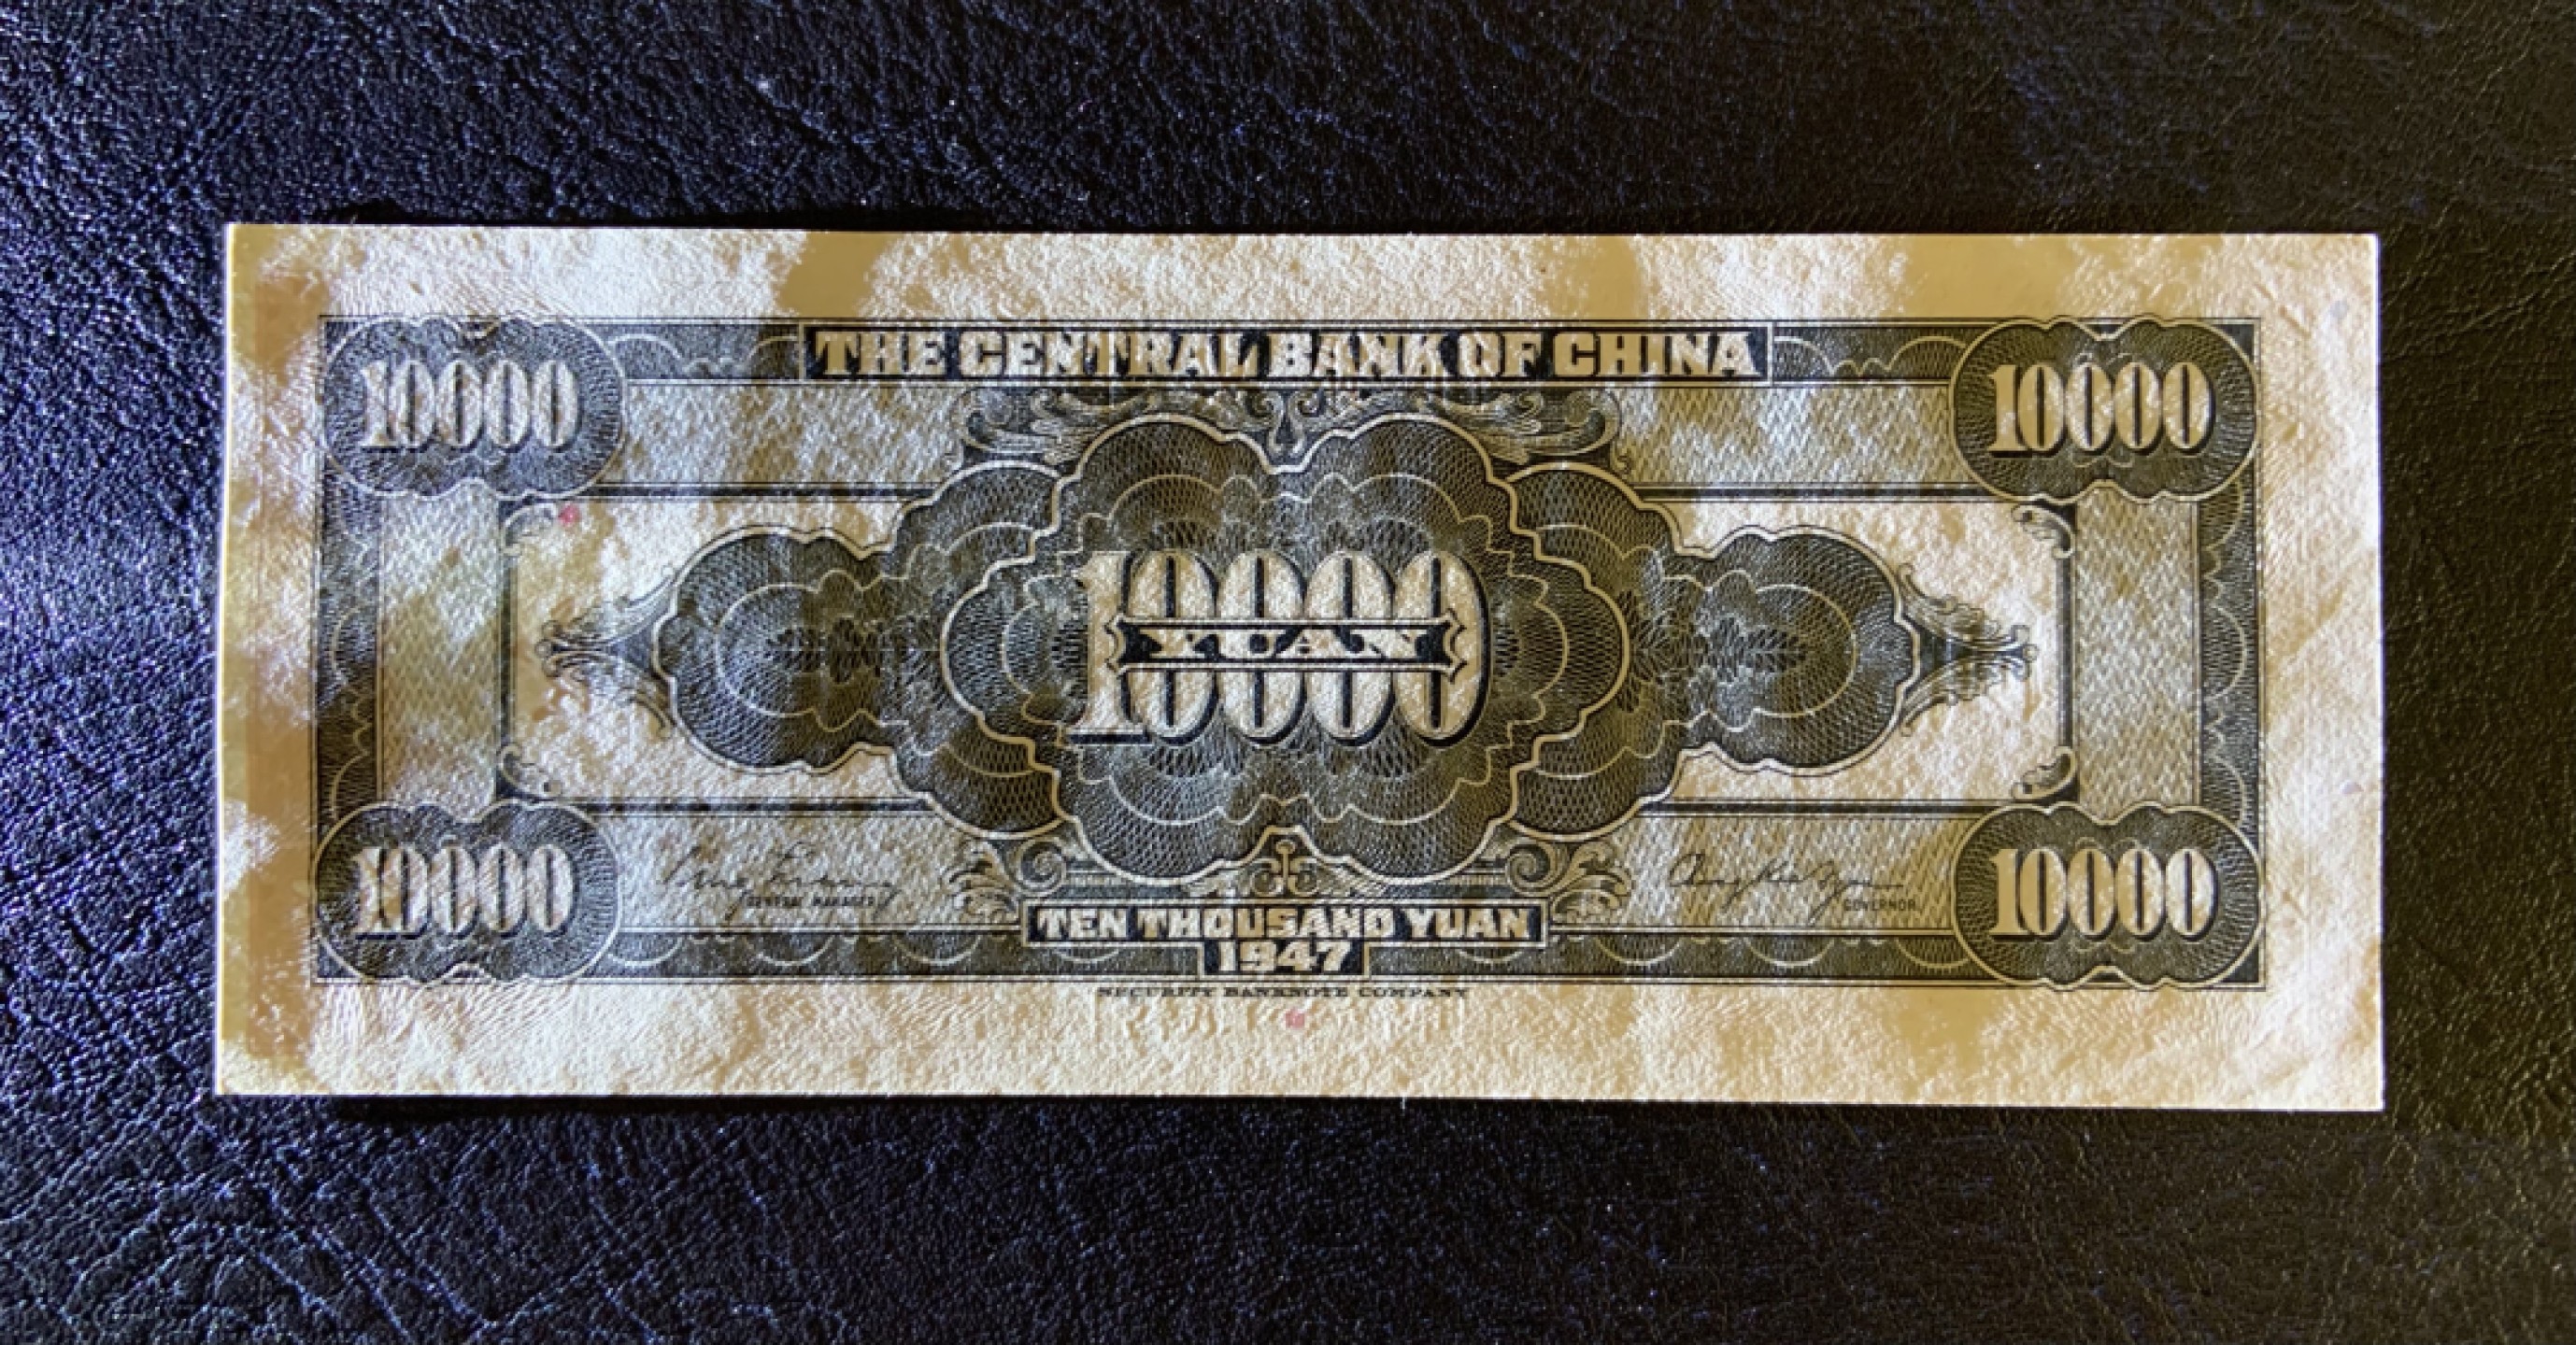 THE CENTRAL BANK OF CHINA
10000 10000
10000
YUAN
10000 10000
GENERAL MANAGER GOVERNOR
TEN THOUSAND YUAN
1947
SECURITY BANKNOTE COMPANY